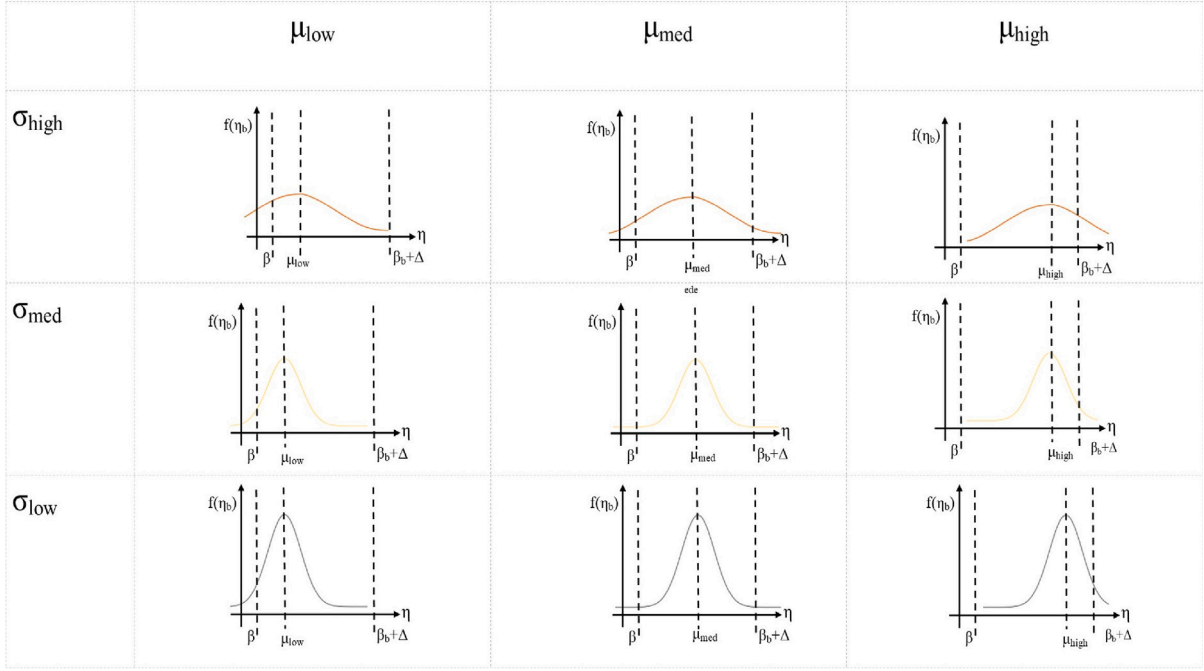 μlow μmed μhigh
σhigh
f(ηb) f(ηb) f(ηb)
η η η
β μlow βb+Δ β μmed βb+Δ β μhigh βb+Δ
ede
σmed
f(ηb) f(ηb) f(ηb)
η η η
β μlow βb+Δ β μmed βb+Δ β μhigh βb+Δ
σlow
f(ηb) f(ηb) f(ηb)
η η η
β μlow βb+Δ β μmed βb+Δ β μhigh βb+Δ